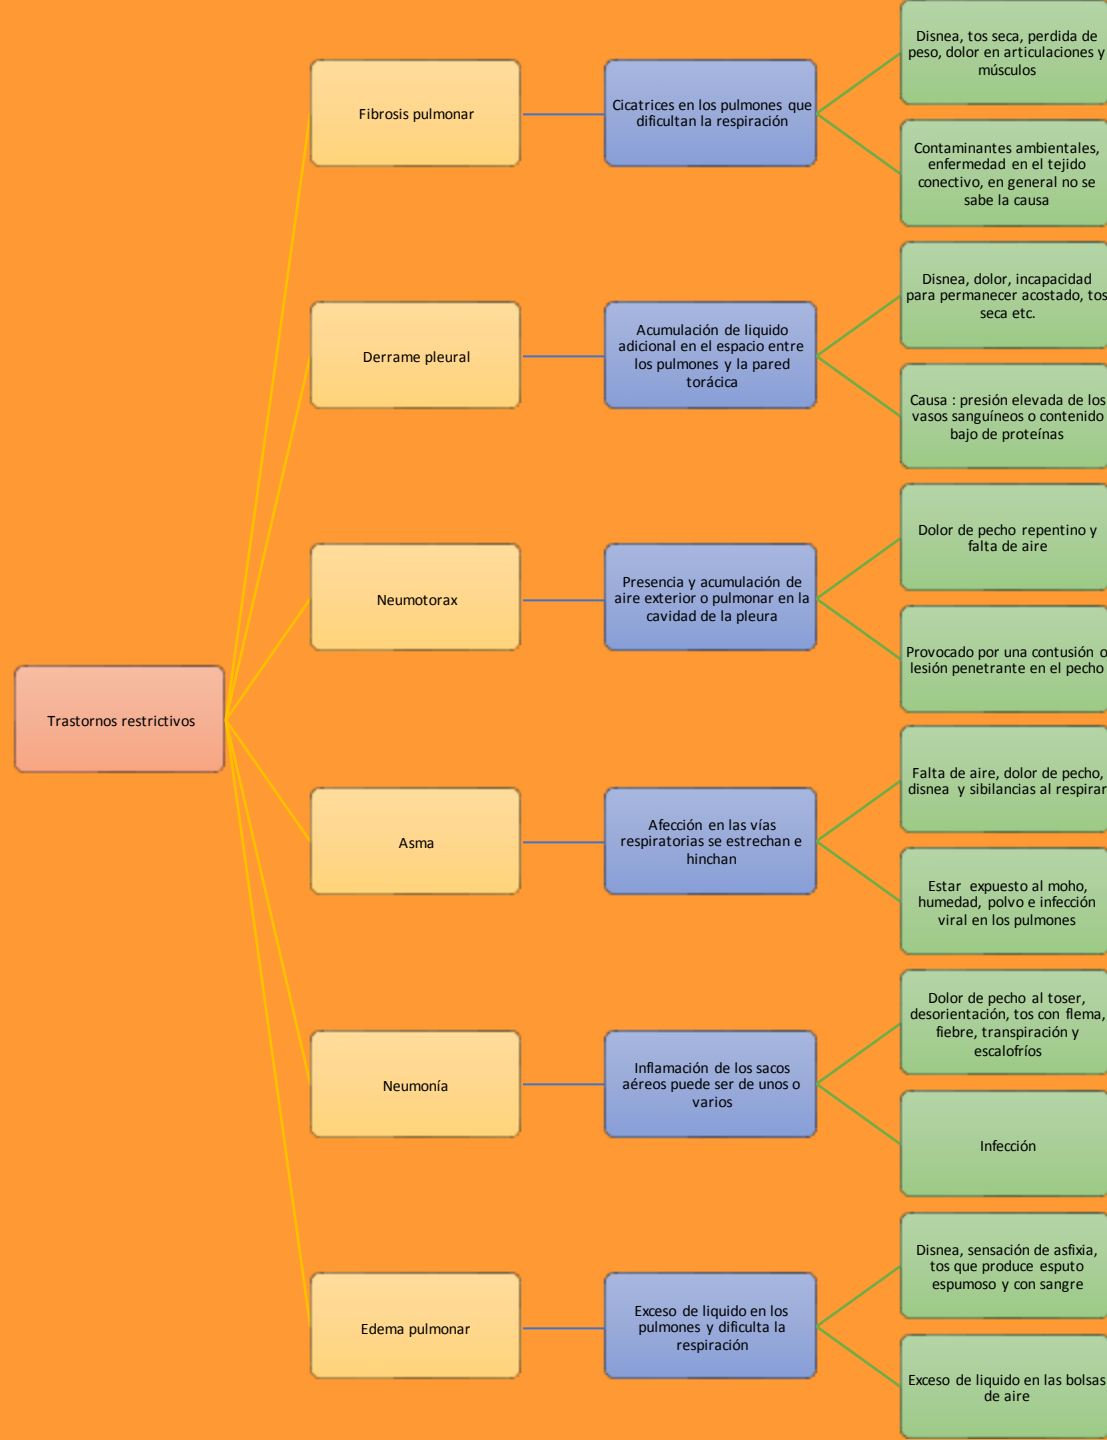 Trastornos restrictivos
Fibrosis pulmonar
Cicatrices en los pulmones que
dificultan la respiración
Disnea, tos seca, perdida de
peso, dolor en articulaciones y
músculos
Contaminantes ambientales,
enfermedad en el tejido
conectivo, en general no se
sabe la causa
Derrame pleural
Acumulación de liquido
adicional en el espacio entre
los pulmones y la pared
torácica
Disnea, dolor, incapacidad
para permanecer acostado, tos
seca etc.
Causa : presión elevada de los
vasos sanguíneos o contenido
bajo de proteínas
Neumotorax
Presencia y acumulación de
aire exterior o pulmonar en la
cavidad de la pleura
Dolor de pecho repentino y
falta de aire
Provocado por una contusión o
lesión penetrante en el pecho
Asma
Afección en las vías
respiratorias se estrechan e
hinchan
Falta de aire, dolor de pecho,
disnea y sibilancias al respirar
Estar expuesto al moho,
humedad, polvo e infección
viral en los pulmones
Neumonía
Inflamación de los sacos
aéreos puede ser de unos o
varios
Dolor de pecho al toser,
desorientación, tos con flema,
fiebre, transpiración y
escalofríos
Infección
Edema pulmonar
Exceso de liquido en los
pulmones y dificulta la
respiración
Disnea, sensación de asfixia,
tos que produce esputo
espumoso y con sangre
Exceso de liquido en las bolsas
de aire